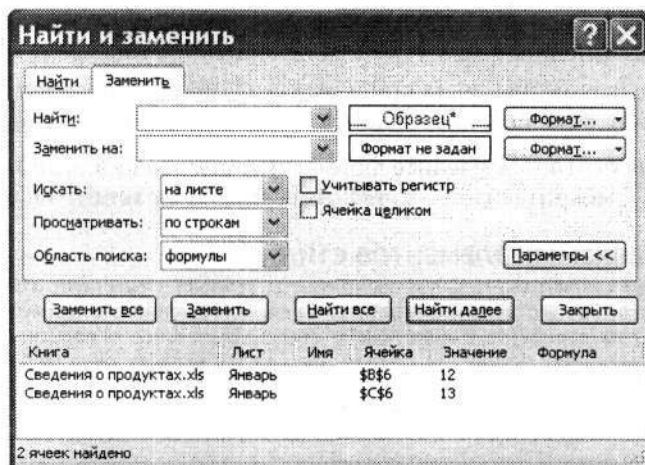 Найти и заменить
Найти Заменить
Найти: Образец* Формат...
Заменить на: Формат не задан Формат...
Искать: на листе Учитывать регистр
Просматривать: по строкам Ячейка целиком
Область поиска: формулы Параметры <<
Заменить все Заменить Найти все Найти далее Закрыть
Книга Лист Имя Ячейка Значение Формула
Сведения о продуктах.xls Январь $B$6 12
Сведения о продуктах.xls Январь $C$6 13
2 ячеек найдено